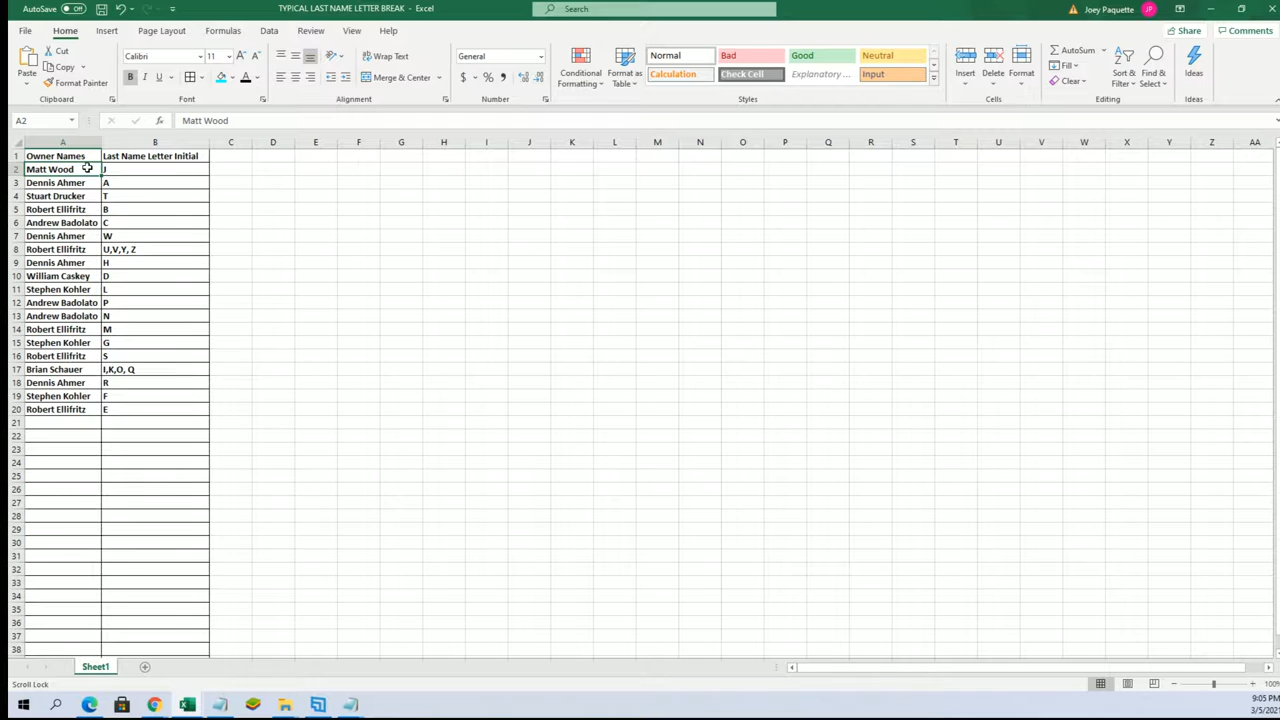 AutoSave Off TYPICAL LAST NAME LETTER BREAK - Excel Search Joey Paquette JP
File Home Insert Page Layout Formulas Data Review View Help Share Comments
Paste Cut Copy Format Painter Clipboard
Calibri 11 A A B I U A Font
Wrap Text Merge & Center Alignment
General $ % , Number
Conditional Formatting Format as Table
Normal Bad Good Neutral
Calculation Check Cell Explanatory ... Input
Styles
Insert Delete Format Cells
AutoSum Fill Clear Sort & Filter Find & Select Editing
Ideas Ideas
A2 fx Matt Wood
A B C D E F G H I J K L M N O P Q R S T U V W X Y Z AA
1 Owner Names Last Name Letter Initial
2 Matt Wood J
3 Dennis Ahmer A
4 Stuart Drucker T
5 Robert Ellifritz B
6 Andrew Badolato C
7 Dennis Ahmer W
8 Robert Ellifritz U,V,Y, Z
9 Dennis Ahmer H
10 William Caskey D
11 Stephen Kohler L
12 Andrew Badolato P
13 Andrew Badolato N
14 Robert Ellifritz M
15 Stephen Kohler G
16 Robert Ellifritz S
17 Brian Schauer I,K,O, Q
18 Dennis Ahmer R
19 Stephen Kohler F
20 Robert Ellifritz E
21
22
23
24
25
26
27
28
29
30
31
32
33
34
35
36
37
38
Sheet1
Scroll Lock 100%
9:05 PM
3/5/2021